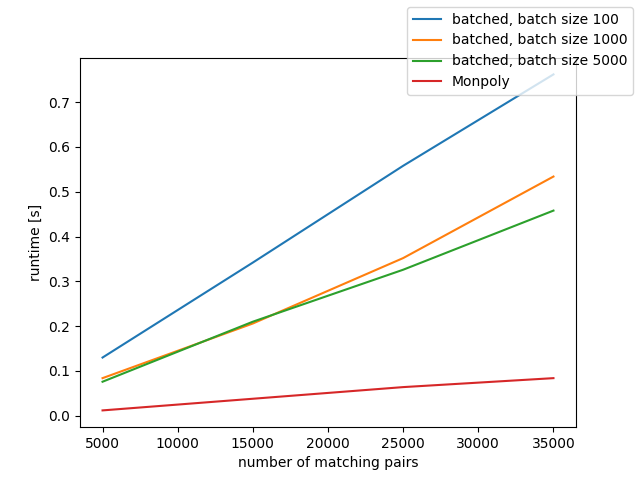 batched, batch size 100
batched, batch size 1000
batched, batch size 5000
Monpoly
0.7
0.6
0.5
0.4
0.3
0.2
0.1
0.0
runtime [s]
5000 10000 15000 20000 25000 30000 35000
number of matching pairs